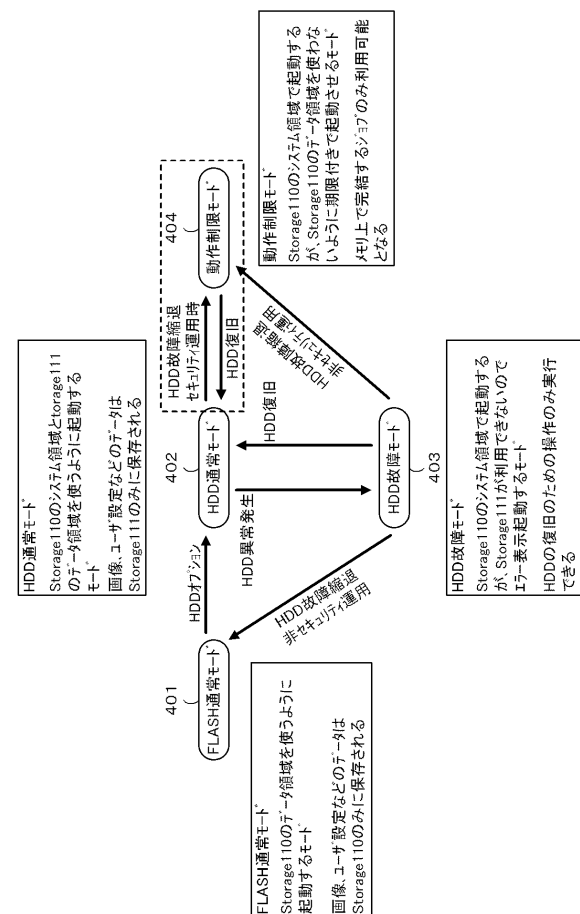 HDD通常モード
Storage110のシステム領域とtorage111
のデータ領域を使うように起動する
モード
画像、ユーザ設定などのデータは
Storage111のみに保存される
FLASH通常モード
Storage110のデータ領域を使うように
起動するモード
画像、ユーザ設定などのデータは
Storage110のみに保存される
401
FLASH通常モード
HDDオプション
402
HDD通常モード
HDD故障縮退
セキュリティ運用時
HDD復旧
404
動作制限モード
HDD異常発生
HDD復旧
HDD故障縮退
非セキュリティ運用
HDD故障縮退
非セキュリティ運用
HDD故障モード
403
HDD故障モード
Storage110のシステム領域で起動する
が、Storage111が利用できないので
エラー表示起動するモード
HDDの復旧のための操作のみ実行
できる
動作制限モード
Storage110のシステム領域で起動する
が、Storage110のデータ領域を使わな
いように期限付きで起動させるモード
メモリ上で完結するジョブのみ利用可能
となる